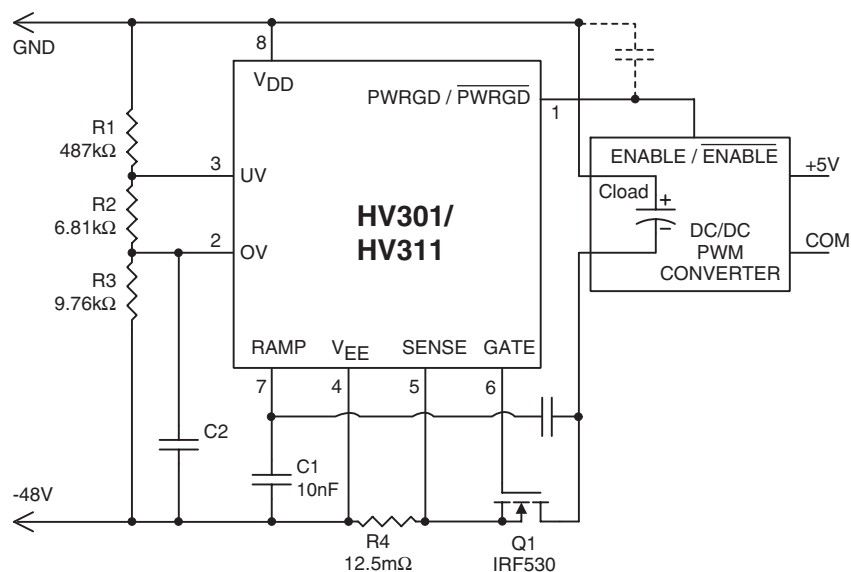 GND
8
VDD
PWRGD / PWRGD
1
R1
487kΩ
3
UV
ENABLE / ENABLE
+5V
R2
6.81kΩ
HV301/
HV311
Cload
+
−
2
OV
DC/DC
PWM
CONVERTER
COM
R3
9.76kΩ
RAMP
VEE
SENSE
GATE
7
4
5
6
C2
C1
10nF
-48V
R4
12.5mΩ
Q1
IRF530